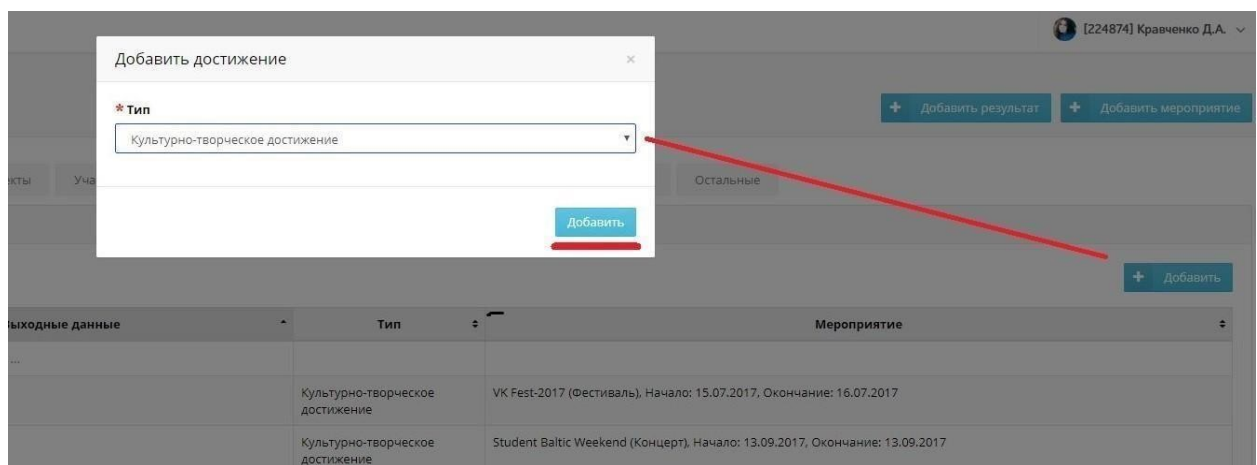 [224874] Кравченко Д.А.
Добавить достижение
×
* Тип
Культурно-творческое достижение
+ Добавить результат
+ Добавить мероприятие
Остальные
Добавить
+ Добавить
Тип
Мероприятие
данные
...
Культурно-творческое
достижение
VK Fest-2017 (Фестиваль), Начало: 15.07.2017, Окончание: 16.07.2017
Культурно-творческое
достижение
Student Baltic Weekend (Концерт), Начало: 13.09.2017, Окончание: 13.09.2017